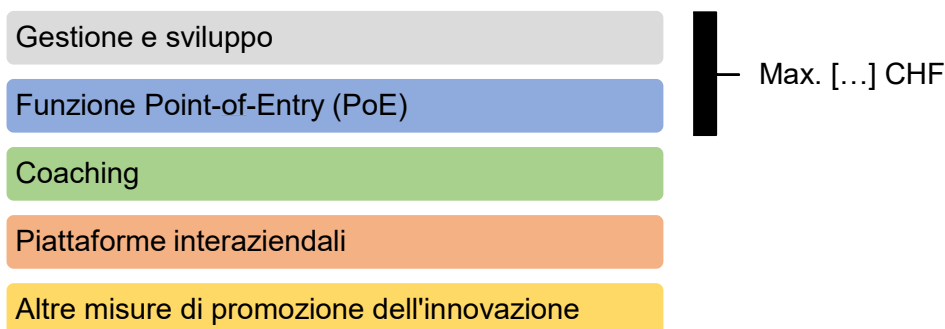 Gestione e sviluppo
Max. […] CHF
Funzione Point-of-Entry (PoE)
Coaching
Piattaforme interaziendali
Altre misure di promozione dell'innovazione